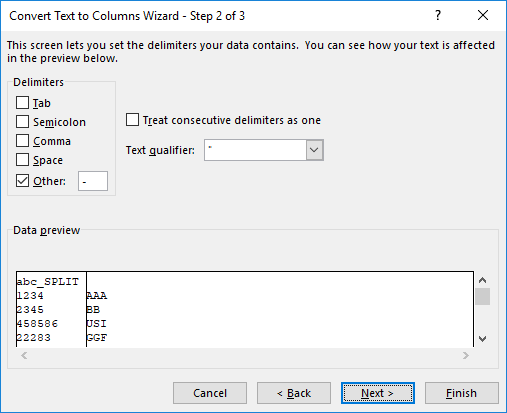 Convert Text to Columns Wizard - Step 2 of 3
?
This screen lets you set the delimiters your data contains. You can see how your text is affected
in the preview below.
Delimiters
Tab
Semicolon
Comma
Space
Other: -
Treat consecutive delimiters as one
Text qualifier: "
Data preview
abc_SPLIT
1234 AAA
2345 BB
458586 USI
22283 GGF
Cancel < Back Next > Finish